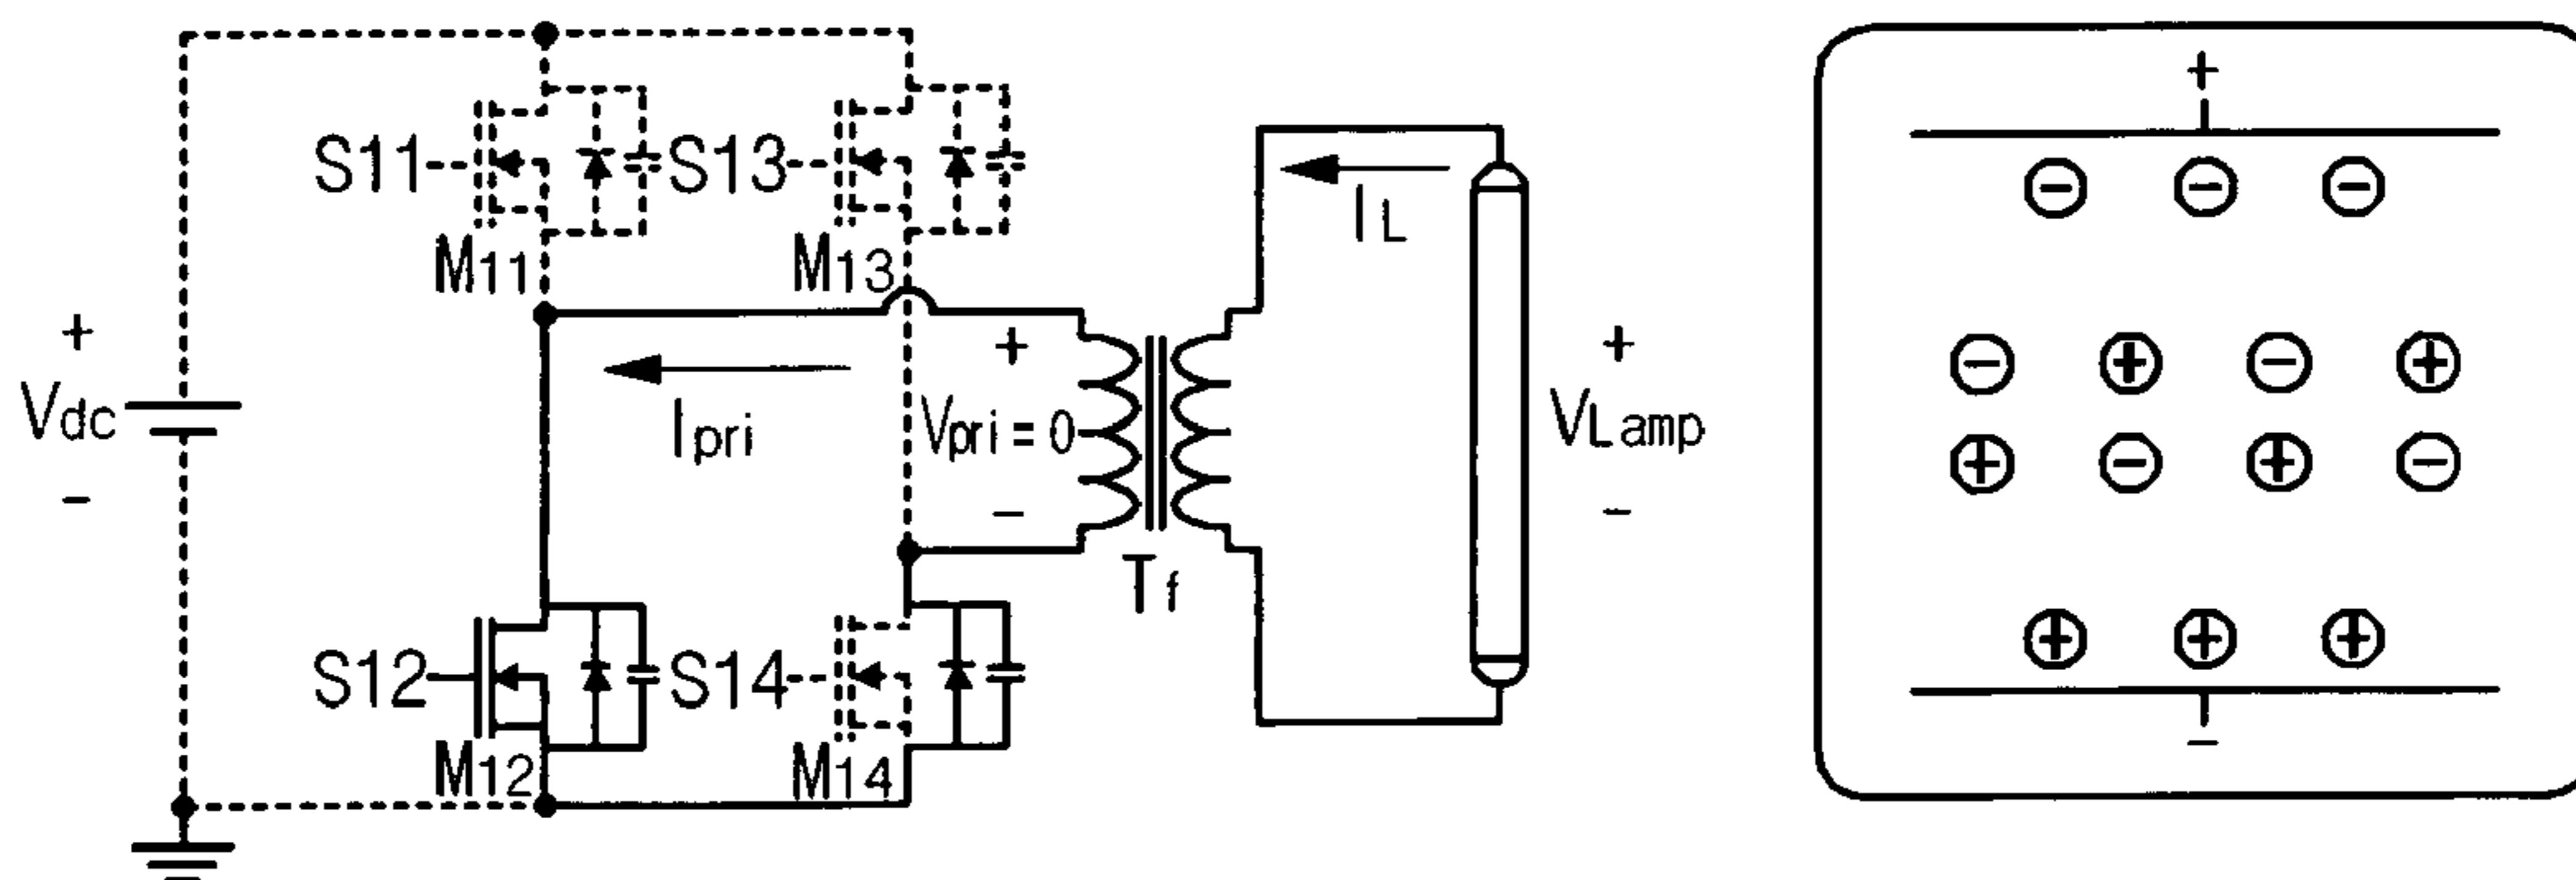 S11
S13
M11
M13
+
Vdc
-
Ipri
+
Vpri = 0
-
Tf
IL
+
VLamp
-
S12
S14
M12
M14
+
- - -
- + - +
+ - + -
+ + +
-